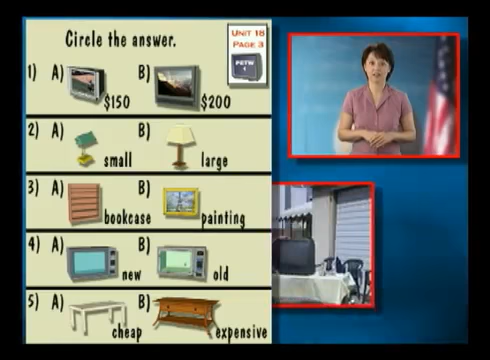 Circle the answer.
UNIT 18
PAGE 3
1) A) $150 B) $200
2) A) small B) large
3) A) bookcase B) painting
4) A) new B) old
5) A) cheap B) expensive